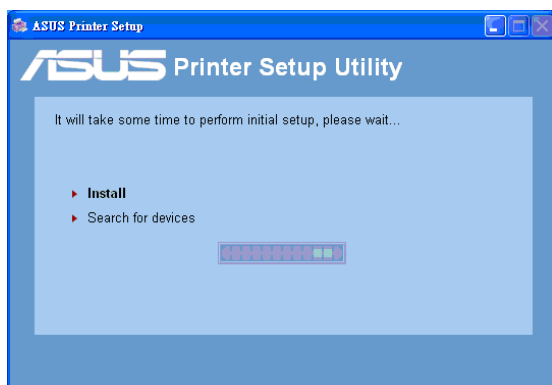 ASUS Printer Setup
ASUS Printer Setup Utility
It will take some time to perform initial setup, please wait...
Install
Search for devices